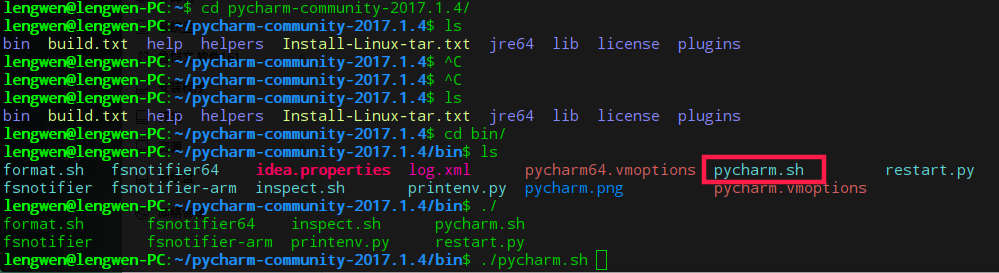 lengwen@lengwen-PC:~$ cd pycharm-community-2017.1.4/
lengwen@lengwen-PC:~/pycharm-community-2017.1.4$ ls
bin  build.txt  help  helpers  Install-Linux-tar.txt  jre64  lib  license  plugins
lengwen@lengwen-PC:~/pycharm-community-2017.1.4$ ^C
lengwen@lengwen-PC:~/pycharm-community-2017.1.4$ ^C
lengwen@lengwen-PC:~/pycharm-community-2017.1.4$ ls
bin  build.txt  help  helpers  Install-Linux-tar.txt  jre64  lib  license  plugins
lengwen@lengwen-PC:~/pycharm-community-2017.1.4$ cd bin/
lengwen@lengwen-PC:~/pycharm-community-2017.1.4/bin$ ls
format.sh  fsnotifier64  idea.properties  log.xml  pycharm64.vmoptions  pycharm.sh  restart.py
fsnotifier  fsnotifier-arm  inspect.sh  printenv.py  pycharm.png  pycharm.vmoptions
lengwen@lengwen-PC:~/pycharm-community-2017.1.4/bin$ ./
format.sh  fsnotifier64  inspect.sh  pycharm.sh
fsnotifier  fsnotifier-arm  printenv.py  restart.py
lengwen@lengwen-PC:~/pycharm-community-2017.1.4/bin$ ./pycharm.sh